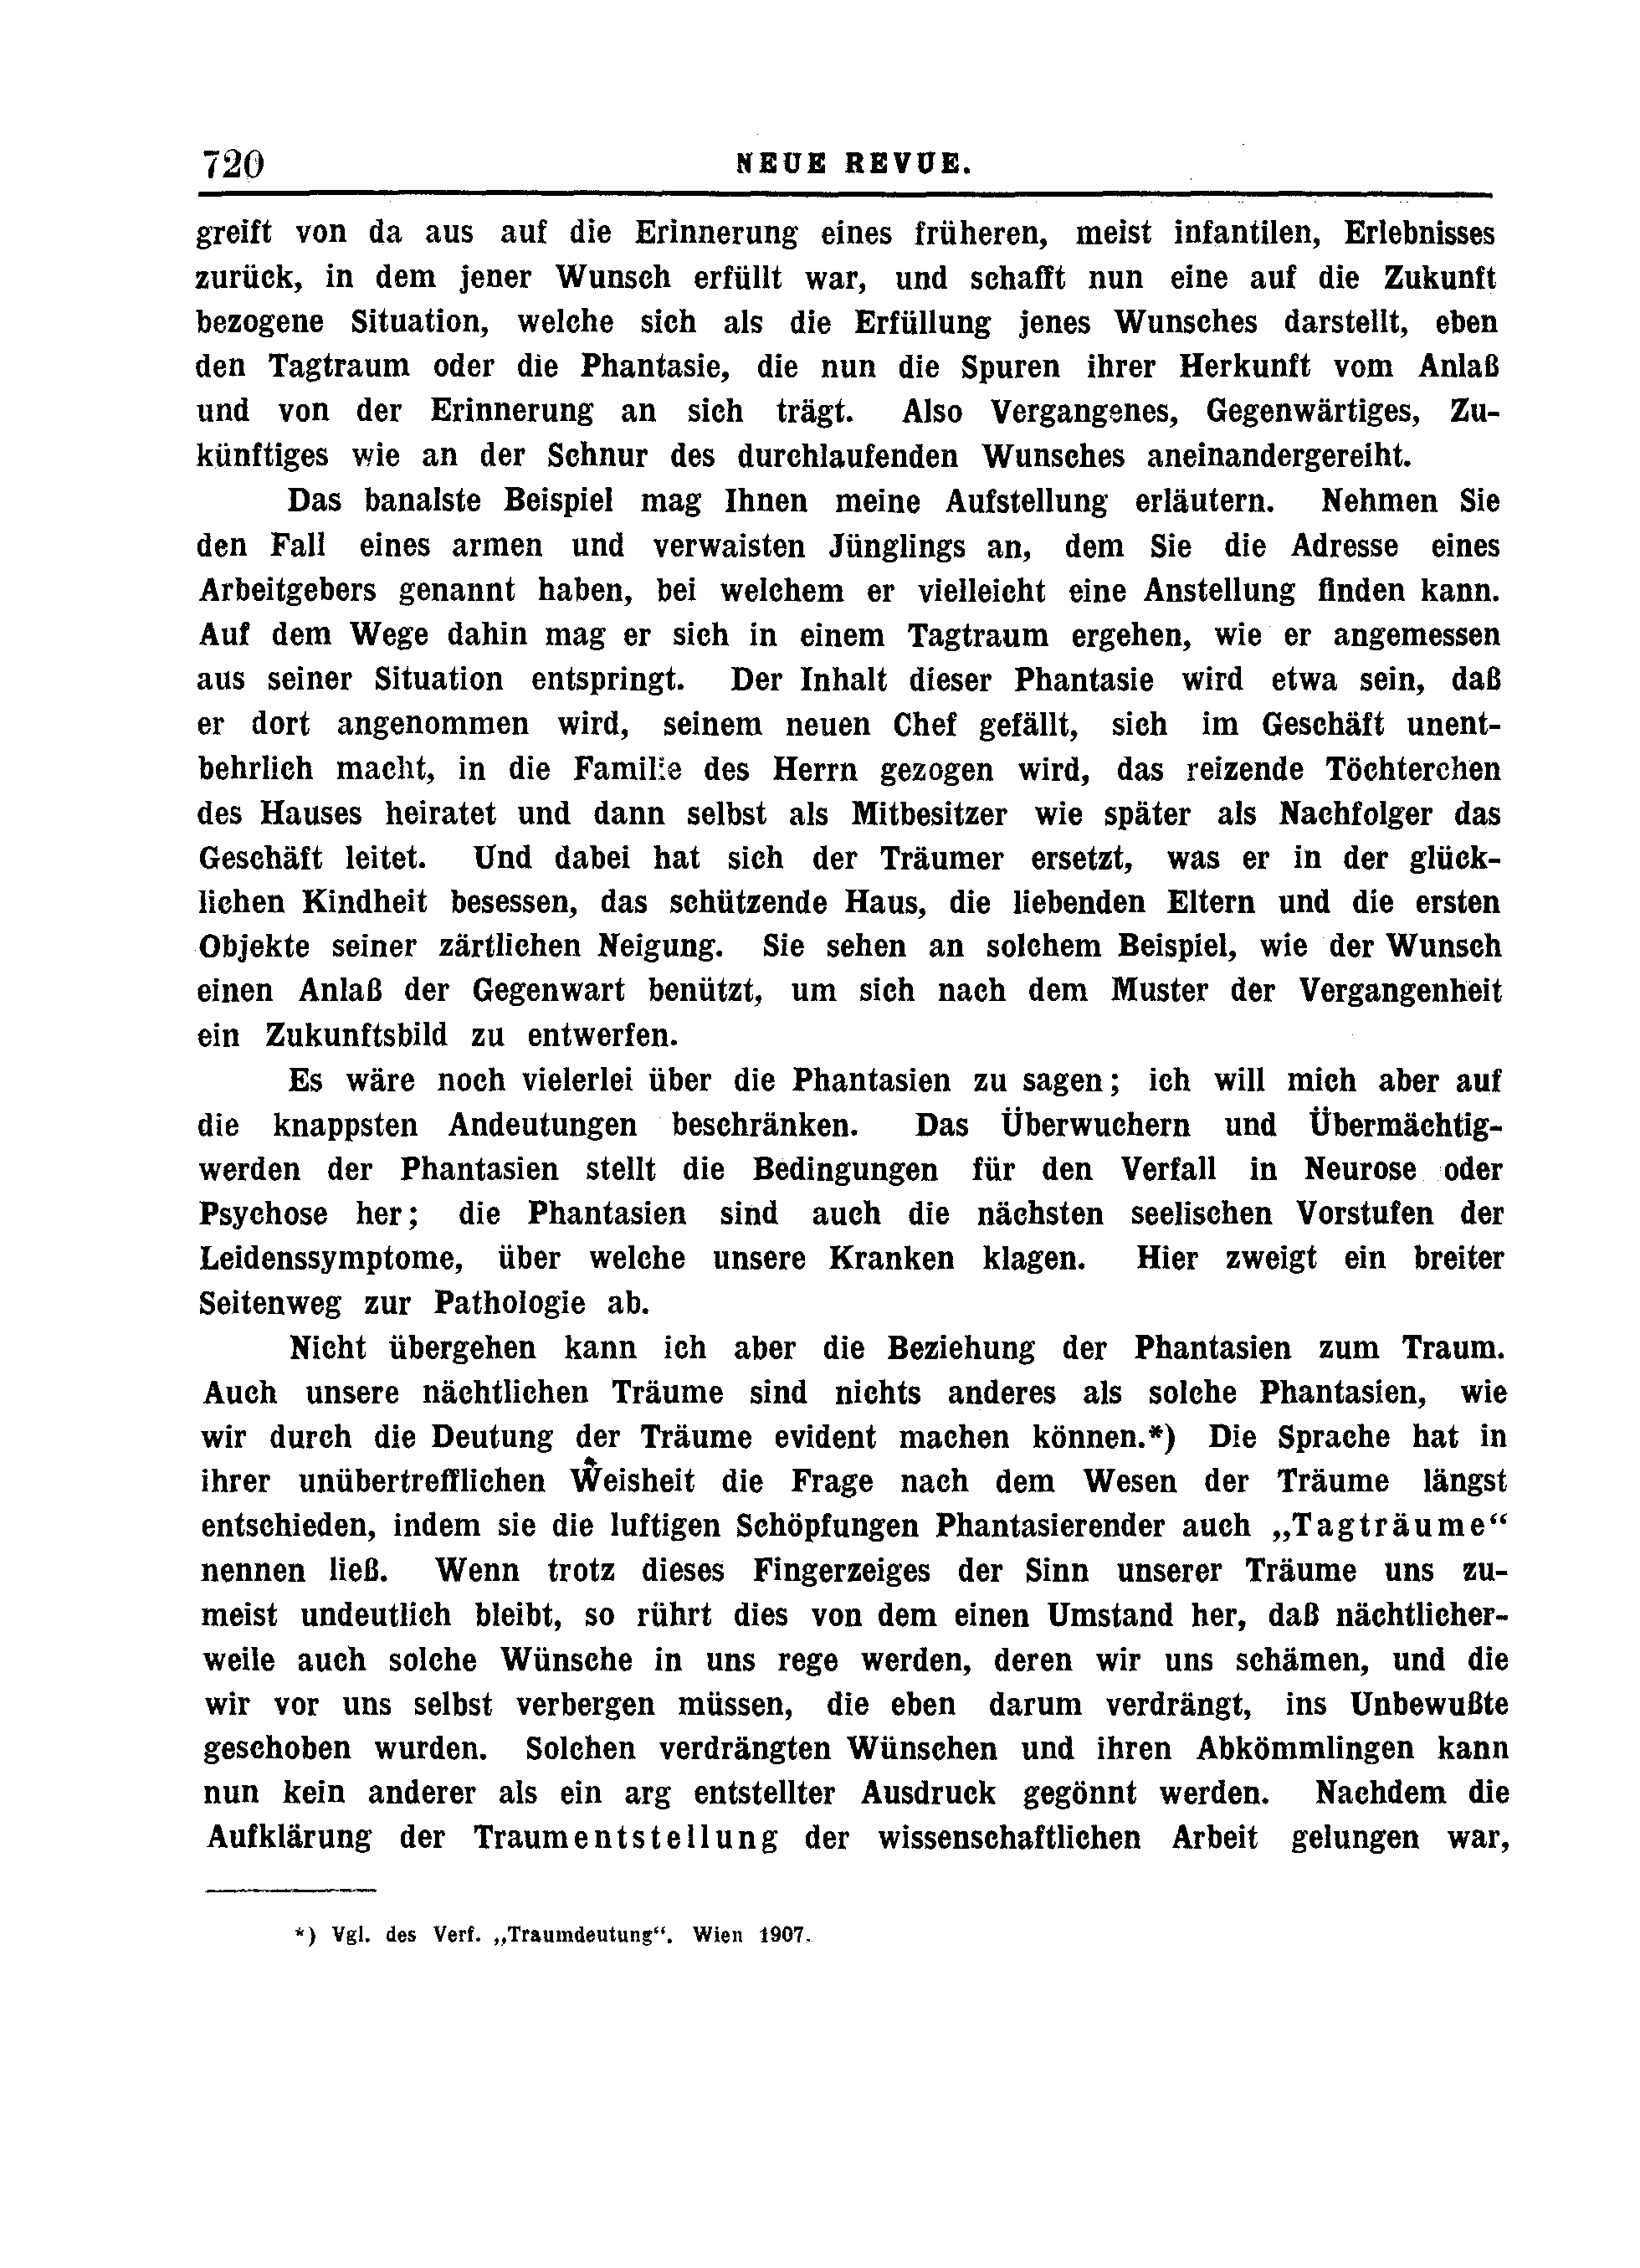 720 NEUE REVUE.
greift von da aus auf die Erinnerung eines früheren, meist infantilen, Erlebnisses
zurück, in dem jener Wunsch erfüllt war, und schafft nun eine auf die Zukunft
bezogene Situation, welche sich als die Erfüllung jenes Wunsches darstellt, eben
den Tagtraum oder die Phantasie, die nun die Spuren ihrer Herkunft vom Anlaß
und von der Erinnerung an sich trägt. Also Vergangenes, Gegenwärtiges, Zu-
künftiges wie an der Schnur des durchlaufenden Wunsches aneinandergereiht.
Das banalste Beispiel mag Ihnen meine Aufstellung erläutern. Nehmen Sie
den Fall eines armen und verwaisten Jünglings an, dem Sie die Adresse eines
Arbeitgebers genannt haben, bei welchem er vielleicht eine Anstellung finden kann.
Auf dem Wege dahin mag er sich in einem Tagtraum ergehen, wie er angemessen
aus seiner Situation entspringt. Der Inhalt dieser Phantasie wird etwa sein, daß
er dort angenommen wird, seinem neuen Chef gefällt, sich im Geschäft unent-
behrlich macht, in die Familie des Herrn gezogen wird, das reizende Töchterchen
des Hauses heiratet und dann selbst als Mitbesitzer wie später als Nachfolger das
Geschäft leitet. Und dabei hat sich der Träumer ersetzt, was er in der glück-
lichen Kindheit besessen, das schützende Haus, die liebenden Eltern und die ersten
Objekte seiner zärtlichen Neigung. Sie sehen an solchem Beispiel, wie der Wunsch
einen Anlaß der Gegenwart benützt, um sich nach dem Muster der Vergangenheit
ein Zukunftsbild zu entwerfen.
Es wäre noch vielerlei über die Phantasien zu sagen; ich will mich aber auf
die knappsten Andeutungen beschränken. Das Überwuchern und Übermächtig-
werden der Phantasien stellt die Bedingungen für den Verfall in Neurose oder
Psychose her; die Phantasien sind auch die nächsten seelischen Vorstufen der
Leidenssymptome, über welche unsere Kranken klagen. Hier zweigt ein breiter
Seitenweg zur Pathologie ab.
Nicht übergehen kann ich aber die Beziehung der Phantasien zum Traum.
Auch unsere nächtlichen Träume sind nichts anderes als solche Phantasien, wie
wir durch die Deutung der Träume evident machen können.*) Die Sprache hat in
ihrer unübertrefflichen Weisheit die Frage nach dem Wesen der Träume längst
entschieden, indem sie die luftigen Schöpfungen Phantasierender auch „Tagträume“
nennen ließ. Wenn trotz dieses Fingerzeiges der Sinn unserer Träume uns zu-
meist undeutlich bleibt, so rührt dies von dem einen Umstand her, daß nächtlicher-
weile auch solche Wünsche in uns rege werden, deren wir uns schämen, und die
wir vor uns selbst verbergen müssen, die eben darum verdrängt, ins Unbewußte
geschoben wurden. Solchen verdrängten Wünschen und ihren Abkömmlingen kann
nun kein anderer als ein arg entstellter Ausdruck gegönnt werden. Nachdem die
Aufklärung der Traumentstellung der wissenschaftlichen Arbeit gelungen war,
*) Vgl. des Verf. „Traumdeutung“. Wien 1907.